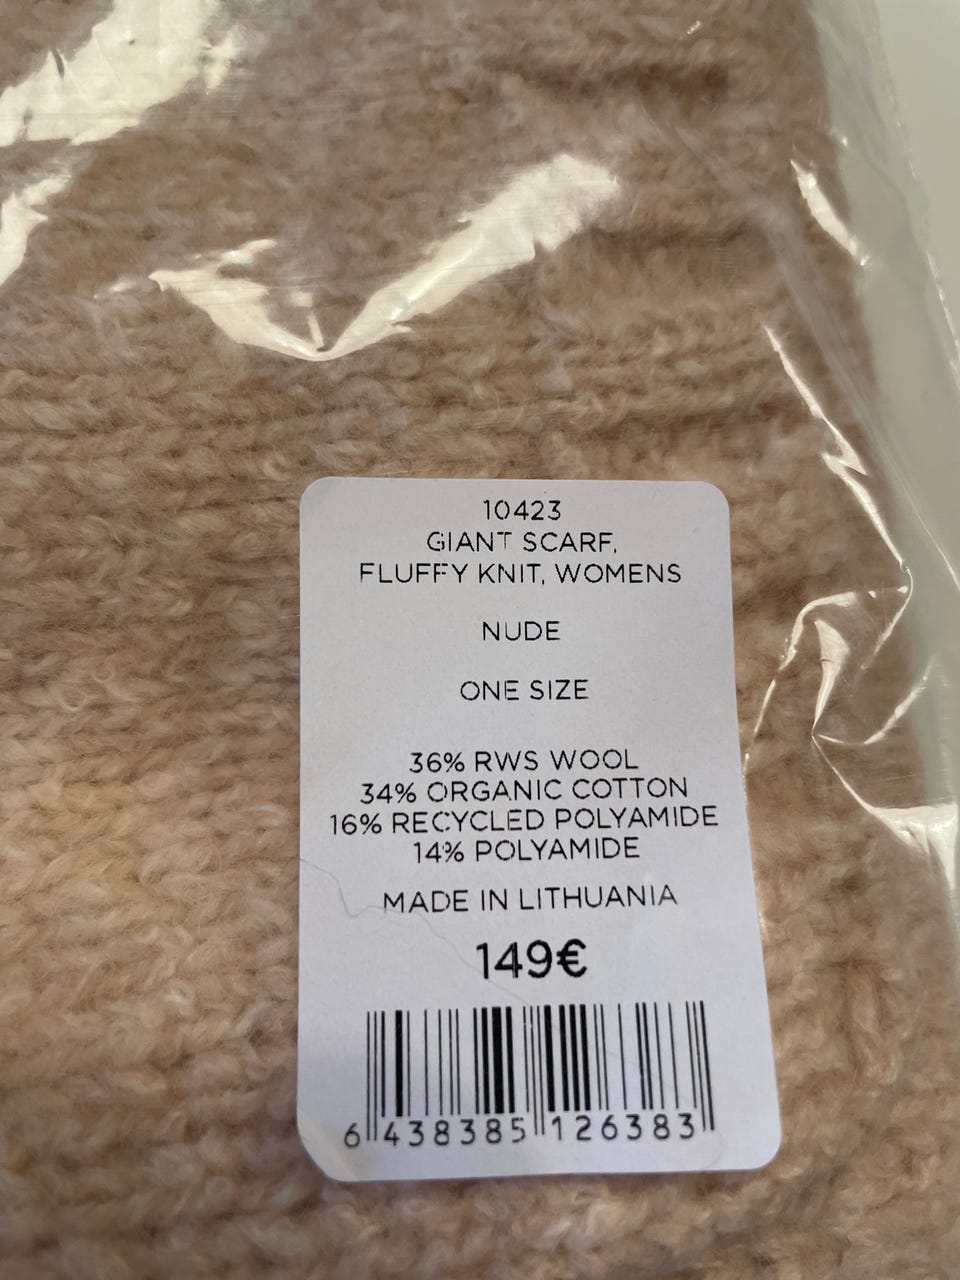 10423
GIANT SCARF,
FLUFFY KNIT, WOMENS
NUDE
ONE SIZE
36% RWS WOOL
34% ORGANIC COTTON
16% RECYCLED POLYAMIDE
14% POLYAMIDE
MADE IN LITHUANIA
149€
6 438385 126383